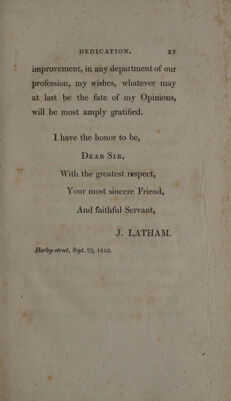 DEDICATION. XV
improvement, in any department of our
profession, my wishes, whatever may
at last be the fate of my Opinions,
will be most amply gratified.
I have the honor to be,
DEAR SIR,
With the greatest respect,
Your most sincere Friend,
And faithful Servant,
J. LATHAM.
Harley-street, Sept. 29, 1810.